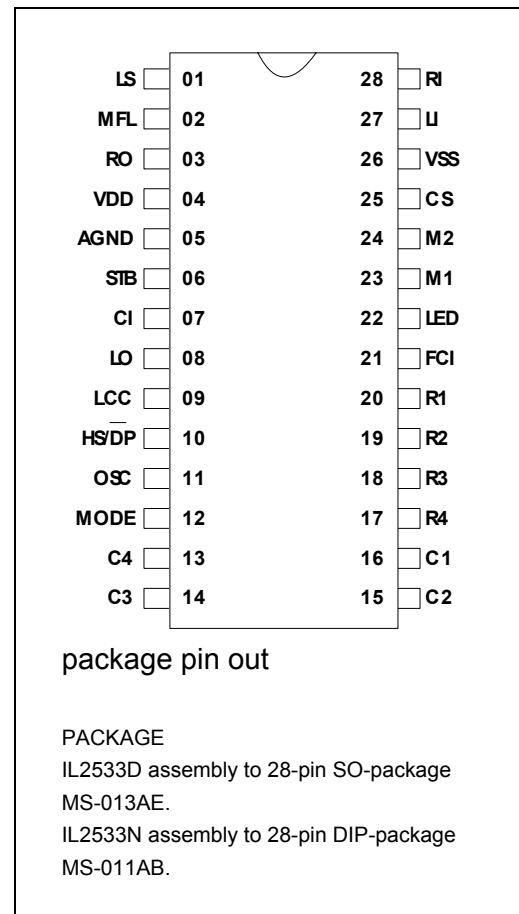 LS 01 28 RI
MFL 02 27 LI
RO 03 26 VSS
VDD 04 25 CS
AGND 05 24 M2
STB 06 23 M1
CI 07 22 LED
LO 08 21 FCI
LCC 09 20 R1
HS/D̅P 10 19 R2
OSC 11 18 R3
MODE 12 17 R4
C4 13 16 C1
C3 14 15 C2
package pin out
PACKAGE
IL2533D assembly to 28-pin SO-package
MS-013AE.
IL2533N assembly to 28-pin DIP-package
MS-011AB.